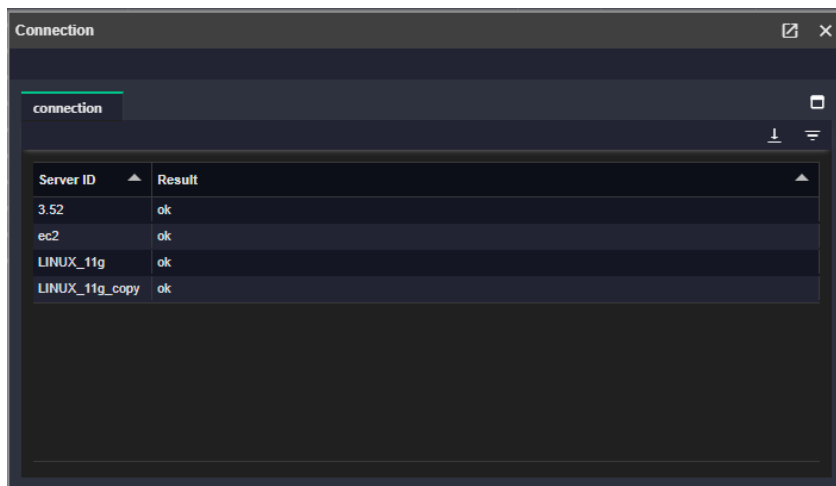 Connection
connection
Server ID Result
3.52 ok
ec2 ok
LINUX_11g ok
LINUX_11g_copy ok